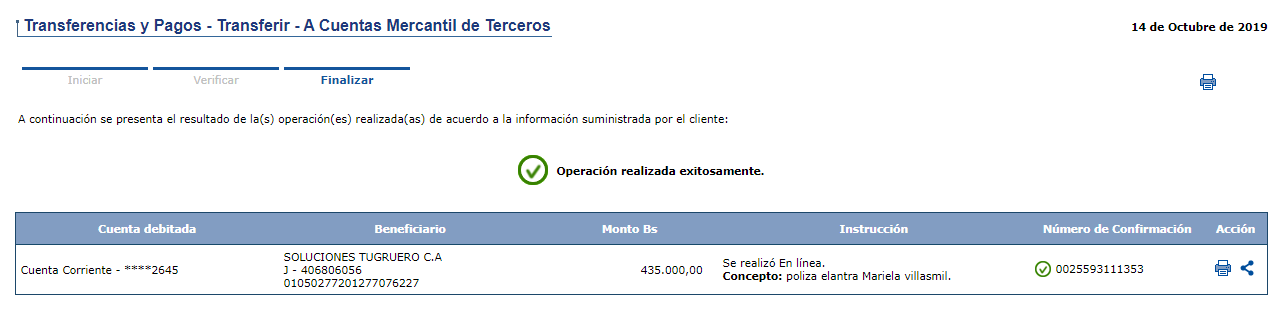 Transferencias y Pagos - Transferir - A Cuentas Mercantil de Terceros
14 de Octubre de 2019
Iniciar
Verificar
Finalizar
A continuación se presenta el resultado de la(s) operación(es) realizada(as) de acuerdo a la información suministrada por el cliente:
Operación realizada exitosamente.
Cuenta debitada
Beneficiario
Monto Bs
Instrucción
Número de Confirmación
Acción
Cuenta Corriente - ****2645
SOLUCIONES TUGRUERO C.A
J - 406806056
01050277201277076227
435.000,00
Se realizó En línea.
Concepto: poliza elantra Mariela villasmil.
0025593111353